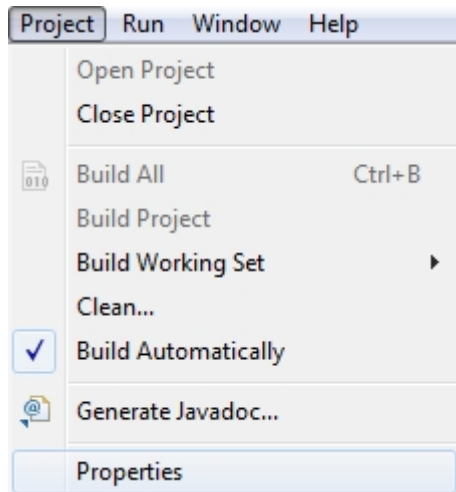 Project Run Window Help
Open Project
Close Project
010 Build All Ctrl+B
Build Project
Build Working Set
Clean...
Build Automatically
@ Generate Javadoc...
Properties